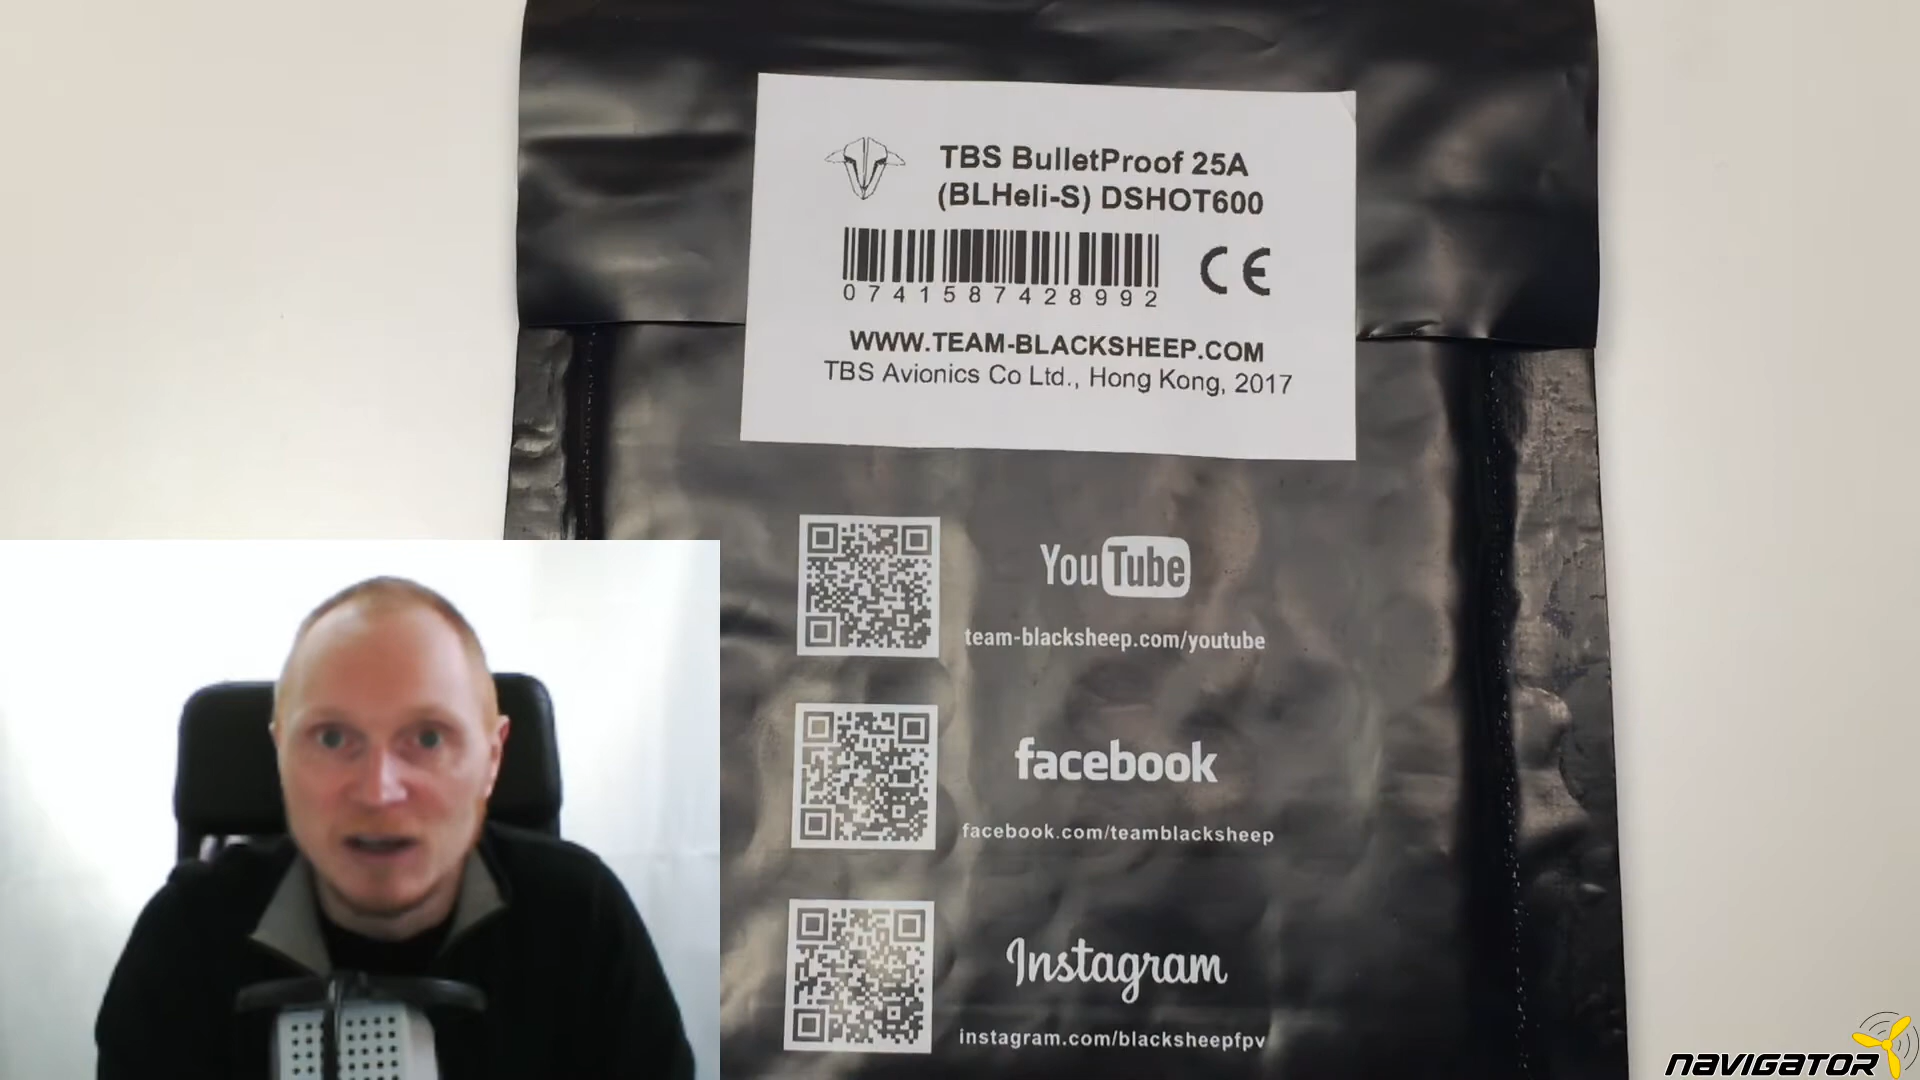 TBS BulletProof 25A
(BLHeli-S) DSHOT600
0741587428992
CE
WWW.TEAM-BLACKSHEEP.COM
TBS Avionics Co Ltd., Hong Kong, 2017
YouTube
team-blacksheep.com/youtube
facebook
facebook.com/teamblacksheep
Instagram
instagram.com/blacksheepfpv
NAVIGATOR